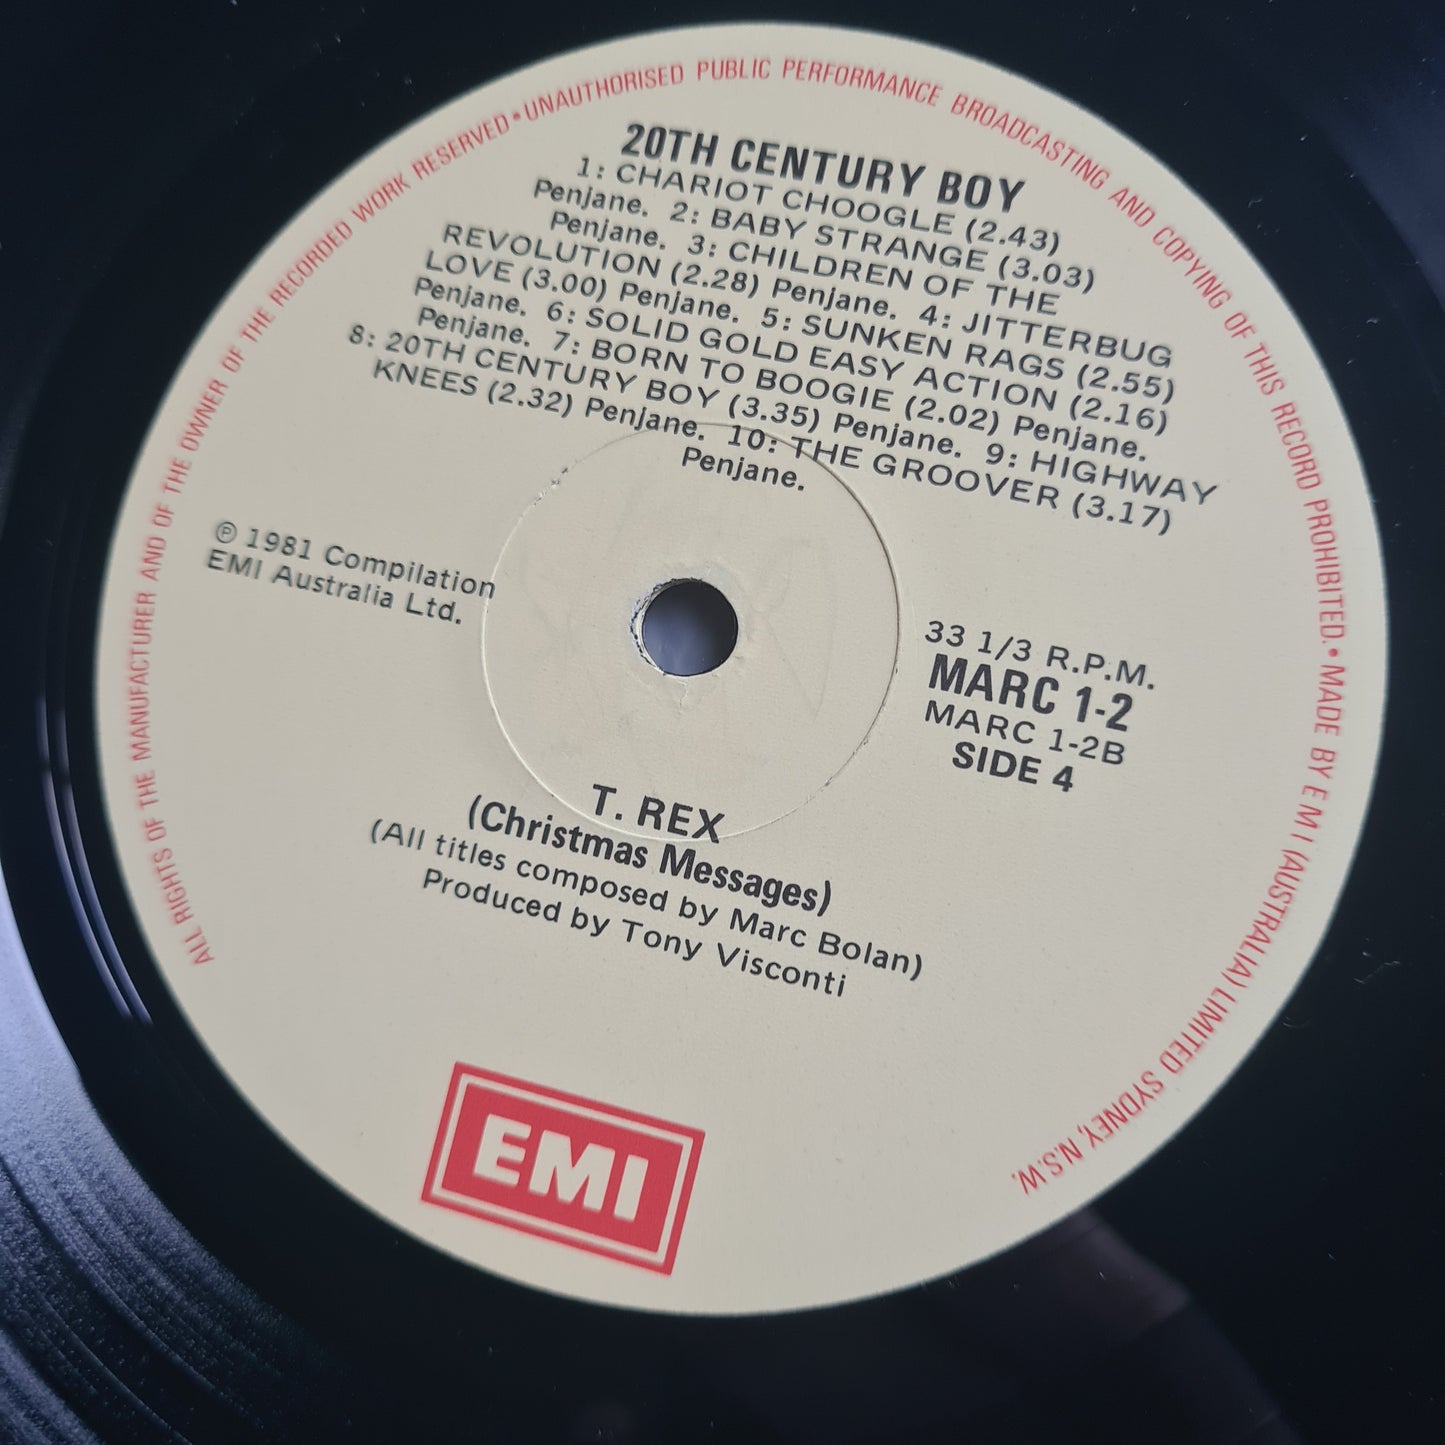 ALL RIGHTS OF THE MANUFACTURER AND OF THE OWNER OF THE RECORDED WORK RESERVED • UNAUTHORISED PUBLIC PERFORMANCE BROADCASTING AND COPYING OF THIS RECORD PROHIBITED. • MADE BY E M I (AUSTRALIA) LIMITED SYDNEY, N.S.W.
20TH CENTURY BOY
1: CHARIOT CHOOGLE (2.43)
Penjane. 2: BABY STRANGE (3.03)
Penjane. 3: CHILDREN OF THE
REVOLUTION (2.28) Penjane. 4: JITTERBUG
LOVE (3.00) Penjane. 5: SUNKEN RAGS (2.55)
Penjane. 6: SOLID GOLD EASY ACTION (2.16)
Penjane. 7: BORN TO BOOGIE (2.02) Penjane.
8: 20TH CENTURY BOY (3.35) Penjane. 9: HIGHWAY
KNEES (2.32) Penjane. 10: THE GROOVER (3.17)
Penjane.
℗ 1981 Compilation
EMI Australia Ltd.
33 1/3 R.P.M.
MARC 1-2
MARC 1-2B
SIDE 4
T. REX
(Christmas Messages)
(All titles composed by Marc Bolan)
Produced by Tony Visconti
EMI